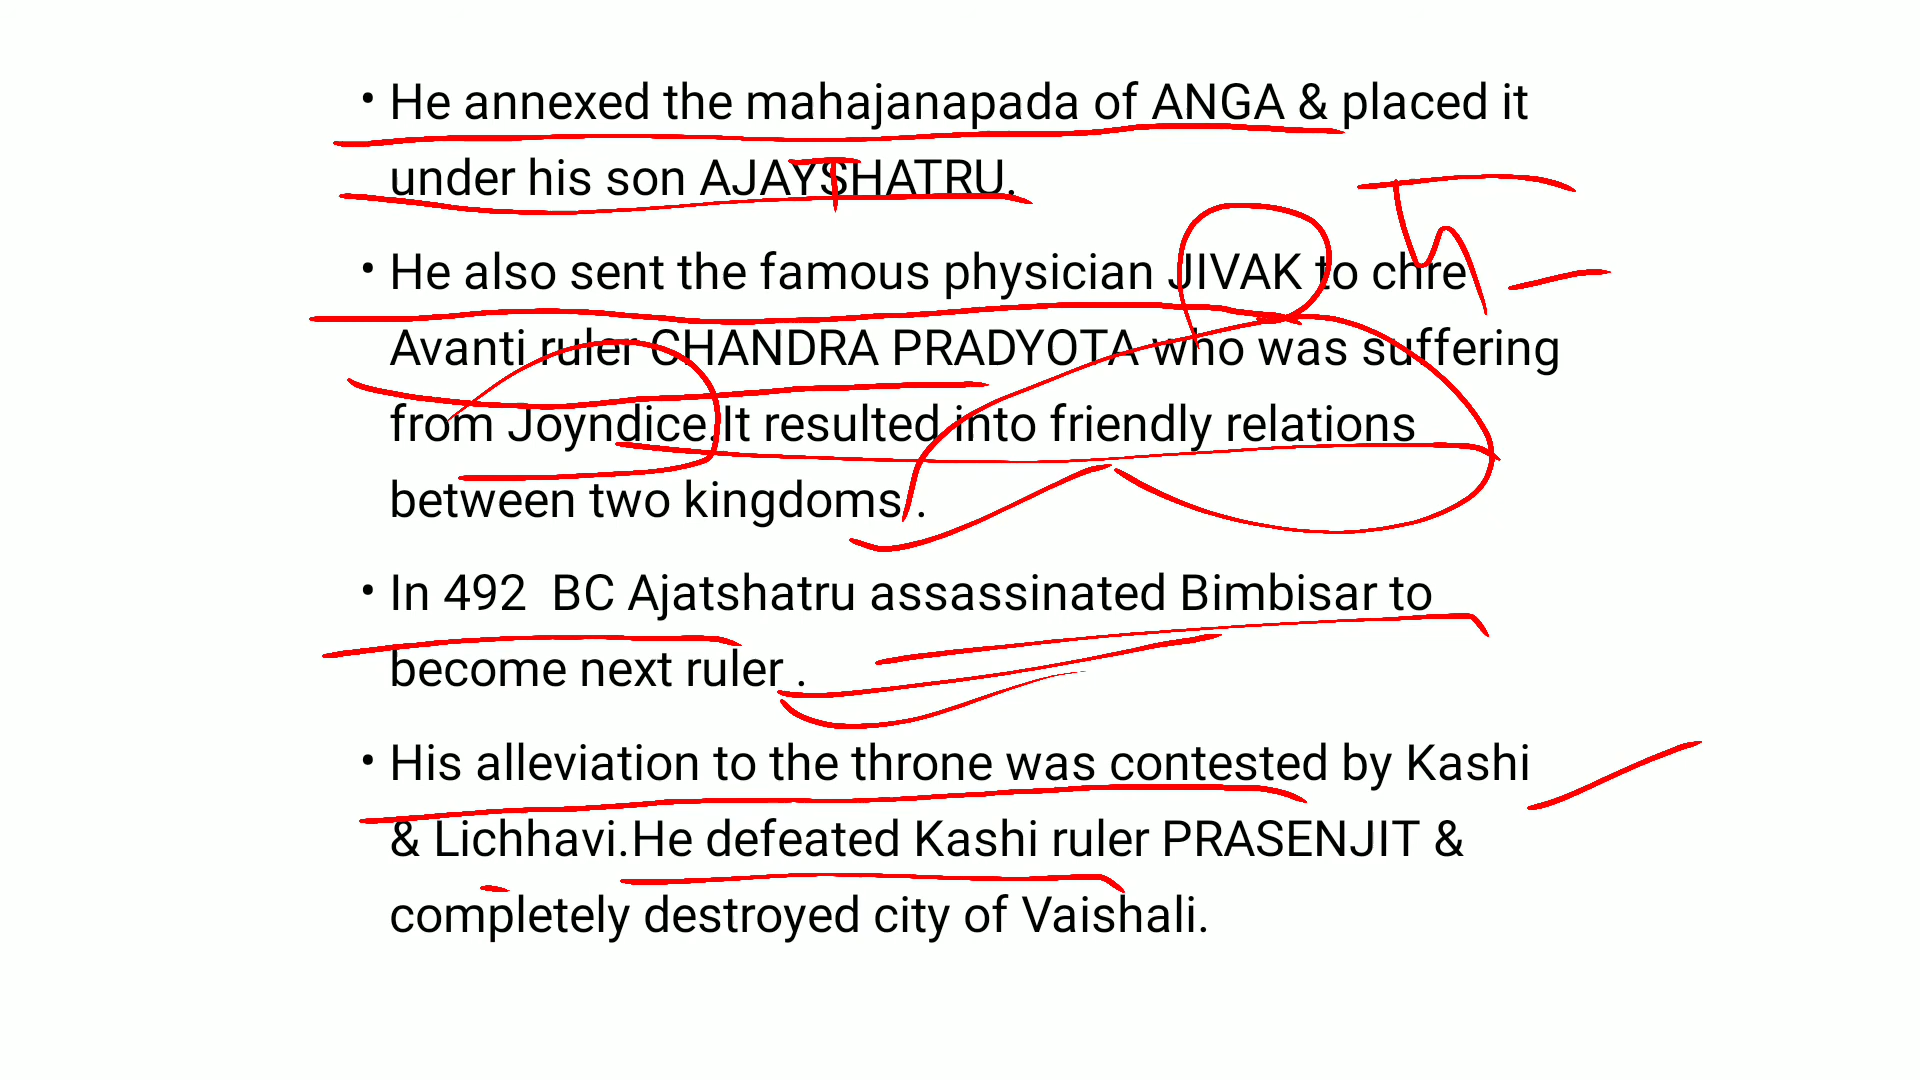 • He annexed the mahajanapada of ANGA & placed it
under his son AJAYSHATRU.
• He also sent the famous physician JIVAK to chre
Avanti ruler CHANDRA PRADYOTA who was suffering
from Joyndice.It resulted into friendly relations
between two kingdoms .
• In 492  BC Ajatshatru assassinated Bimbisar to
become next ruler .
• His alleviation to the throne was contested by Kashi
& Lichhavi.He defeated Kashi ruler PRASENJIT &
completely destroyed city of Vaishali.